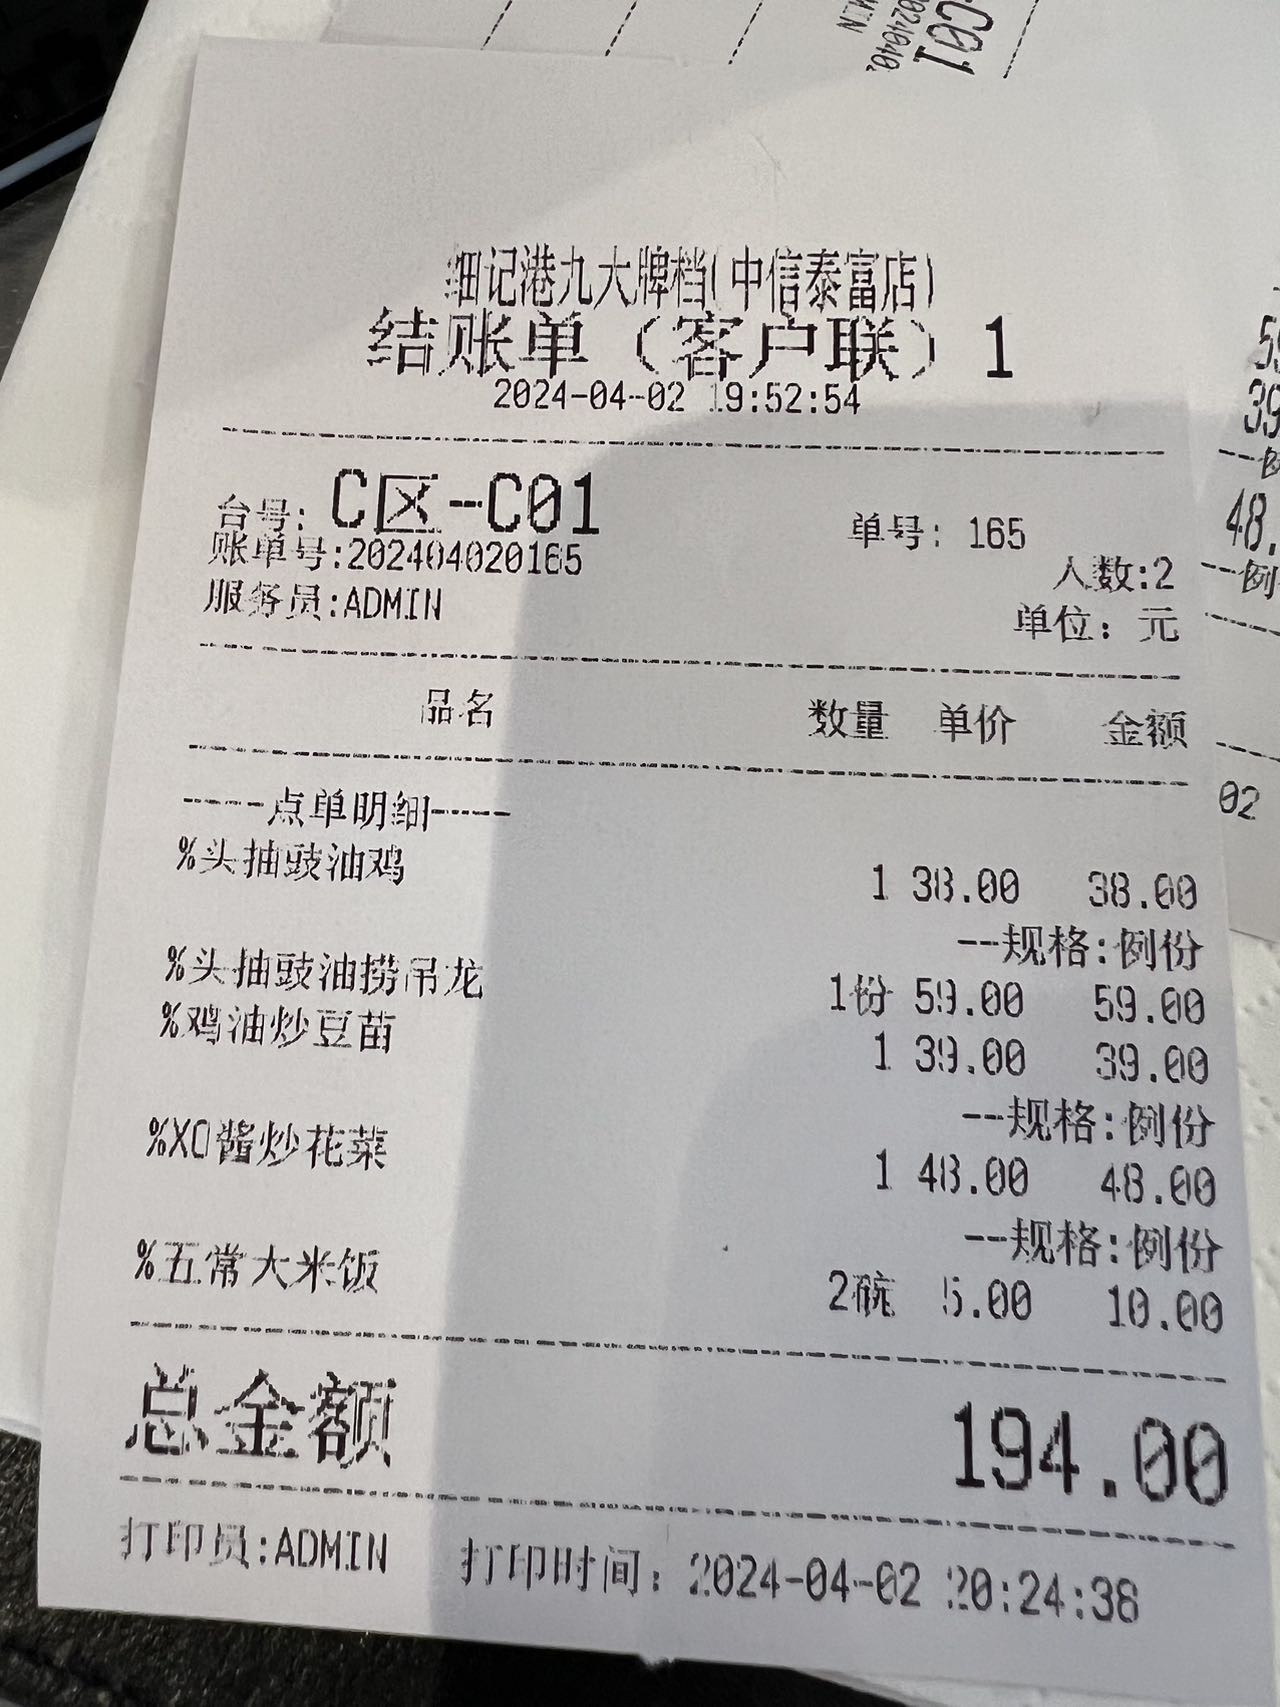 C01
细记港九大牌档(中信泰富店)
结账单（客户联）1
2024-04-02 19:52:54
台号: C区-C01 单号: 165
账单号:202404020165 人数:2
服务员:ADMIN 单位: 元
品名 数量 单价 金额
-----点单明细-----
%头抽豉油鸡 1 38.00 38.00
--规格:例份
%头抽豉油捞吊龙 1份 59.00 59.00
%鸡油炒豆苗 1 39.00 39.00
--规格:例份
%XO酱炒花菜 1 48.00 48.00
--规格:例份
%五常大米饭 2碗 5.00 10.00
总金额 194.00
打印员:ADMIN 打印时间: 2024-04-02 20:24:38
39
48.
02